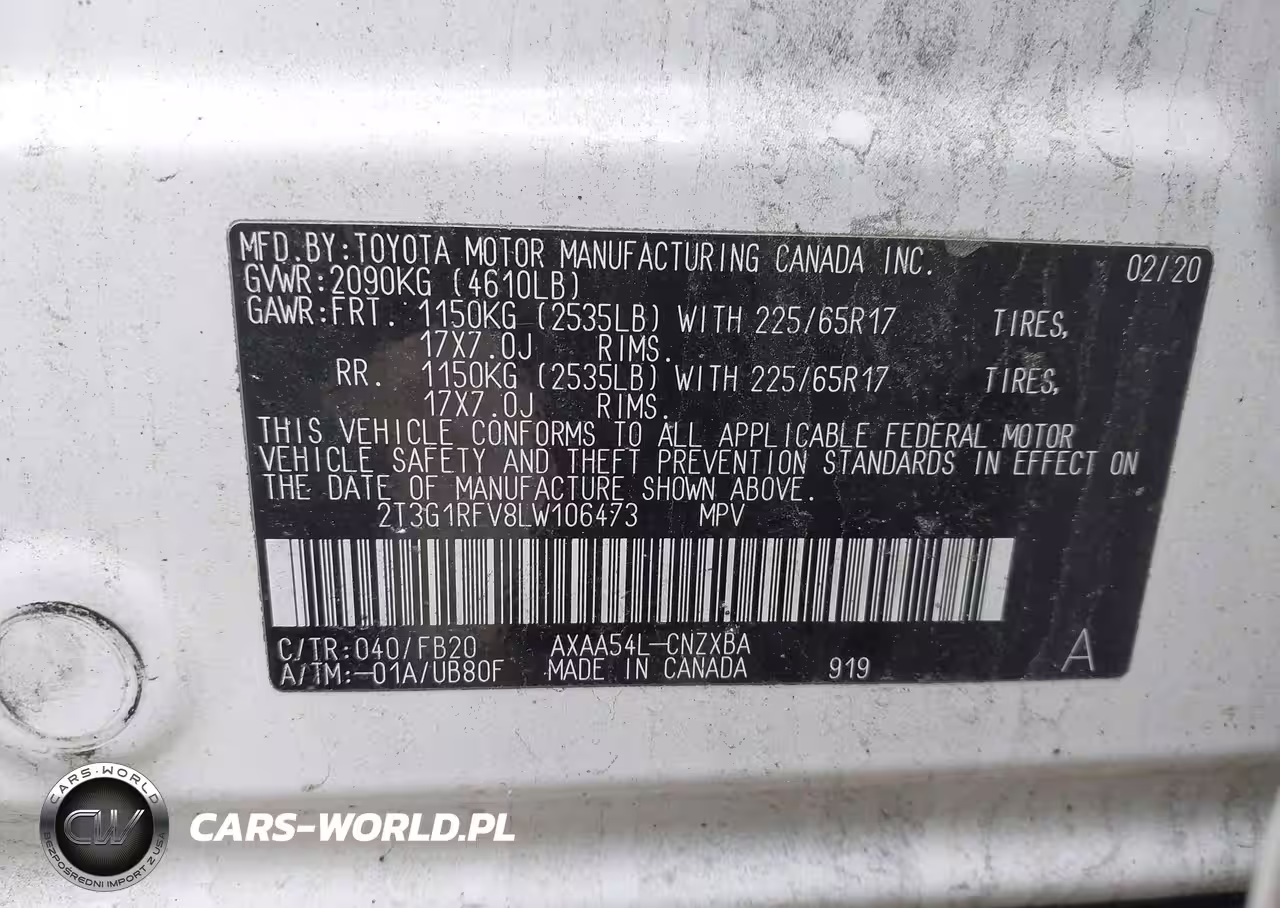 MFD.BY:TOYOTA MOTOR MANUFACTURING CANADA INC. 02/20
GVWR:2090KG (4610LB)
GAWR:FRT. 1150KG (2535LB) WITH 225/65R17 TIRES,
17X7.0J RIMS.
RR. 1150KG (2535LB) WITH 225/65R17 TIRES,
17X7.0J RIMS.
THIS VEHICLE CONFORMS TO ALL APPLICABLE FEDERAL MOTOR
VEHICLE SAFETY AND THEFT PREVENTION STANDARDS IN EFFECT ON
THE DATE OF MANUFACTURE SHOWN ABOVE.
2T3G1RFV8LW106473 MPV
C/TR:040/FB20 AXAA54L-CNZXBA
A/TM:-01A/UB80F MADE IN CANADA 919 A
CARS-WORLD
CW
BEZPOŚREDNI IMPORT Z USA
CARS-WORLD.PL